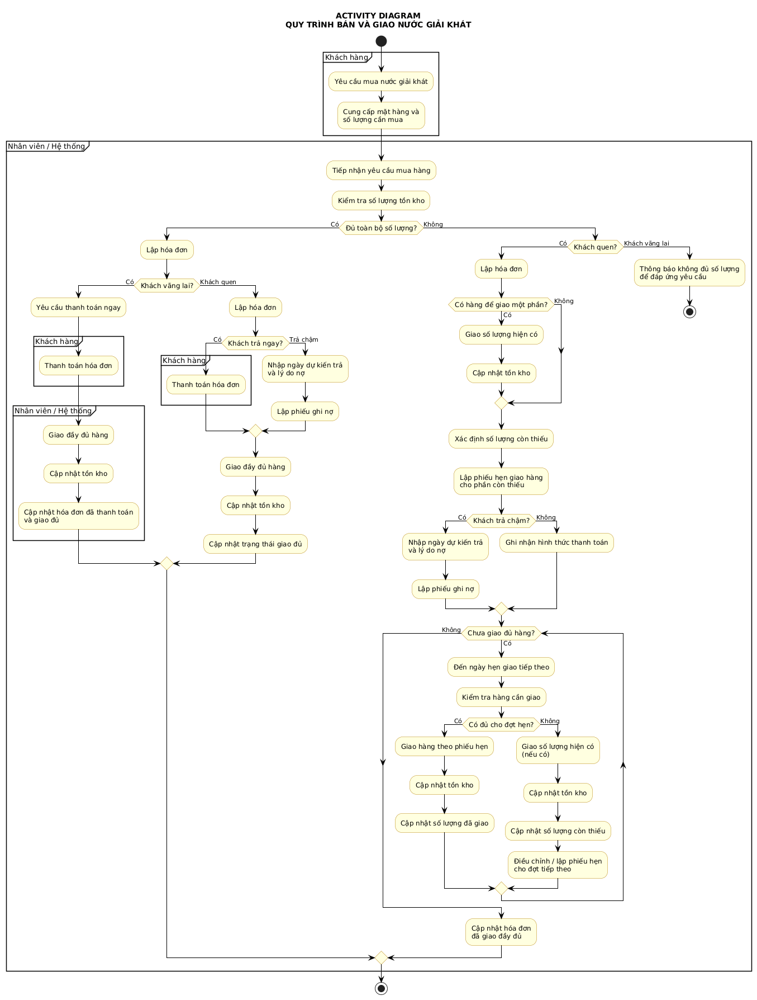 ACTIVITY DIAGRAM
QUY TRÌNH BÁN VÀ GIAO NƯỚC GIẢI KHÁT
Khách hàng
Yêu cầu mua nước giải khát
Cung cấp mặt hàng và
số lượng cần mua
Nhân viên / Hệ thống
Tiếp nhận yêu cầu mua hàng
Kiểm tra số lượng tồn kho
Có
Đủ toàn bộ số lượng?
Không
Lập hóa đơn
Có
Khách vãng lai?
Khách quen
Yêu cầu thanh toán ngay
Khách hàng
Thanh toán hóa đơn
Nhân viên / Hệ thống
Giao đầy đủ hàng
Cập nhật tồn kho
Cập nhật hóa đơn đã thanh toán
và giao đủ
Lập hóa đơn
Có
Khách trả ngay?
Trả chậm
Khách hàng
Thanh toán hóa đơn
Nhập ngày dự kiến trả
và lý do nợ
Lập phiếu ghi nợ
Giao đầy đủ hàng
Cập nhật tồn kho
Cập nhật trạng thái giao đủ
Có
Khách quen?
Khách vãng lai
Lập hóa đơn
Thông báo không đủ số lượng
để đáp ứng yêu cầu
Có hàng để giao một phần?
Không
Có
Giao số lượng hiện có
Cập nhật tồn kho
Xác định số lượng còn thiếu
Lập phiếu hẹn giao hàng
cho phần còn thiếu
Có
Khách trả chậm?
Không
Nhập ngày dự kiến trả
và lý do nợ
Lập phiếu ghi nợ
Ghi nhận hình thức thanh toán
Không
Chưa giao đủ hàng?
Có
Đến ngày hẹn giao tiếp theo
Kiểm tra hàng cần giao
Có
Có đủ cho đợt hẹn?
Không
Giao hàng theo phiếu hẹn
Cập nhật tồn kho
Cập nhật số lượng đã giao
Giao số lượng hiện có
(nếu có)
Cập nhật tồn kho
Cập nhật số lượng còn thiếu
Điều chỉnh / lập phiếu hẹn
cho đợt tiếp theo
Cập nhật hóa đơn
đã giao đầy đủ